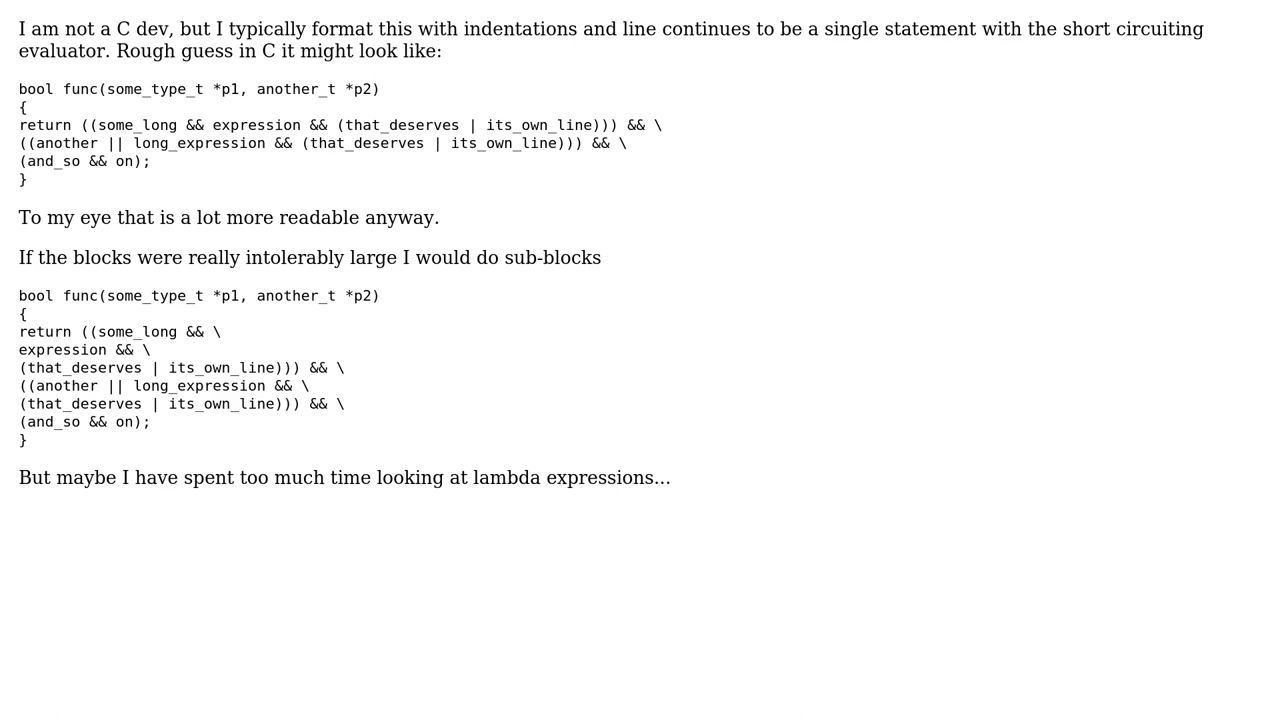 I am not a C dev, but I typically format this with indentations and line continues to be a single statement with the short circuiting
evaluator. Rough guess in C it might look like:
bool func(some_type_t *p1, another_t *p2)
{
return ((some_long && expression && (that_deserves | its_own_line))) && \
((another || long_expression && (that_deserves | its_own_line))) && \
(and_so && on);
}
To my eye that is a lot more readable anyway.
If the blocks were really intolerably large I would do sub-blocks
bool func(some_type_t *p1, another_t *p2)
{
return ((some_long && \
expression && \
(that_deserves | its_own_line))) && \
((another || long_expression && \
(that_deserves | its_own_line))) && \
(and_so && on);
}
But maybe I have spent too much time looking at lambda expressions...